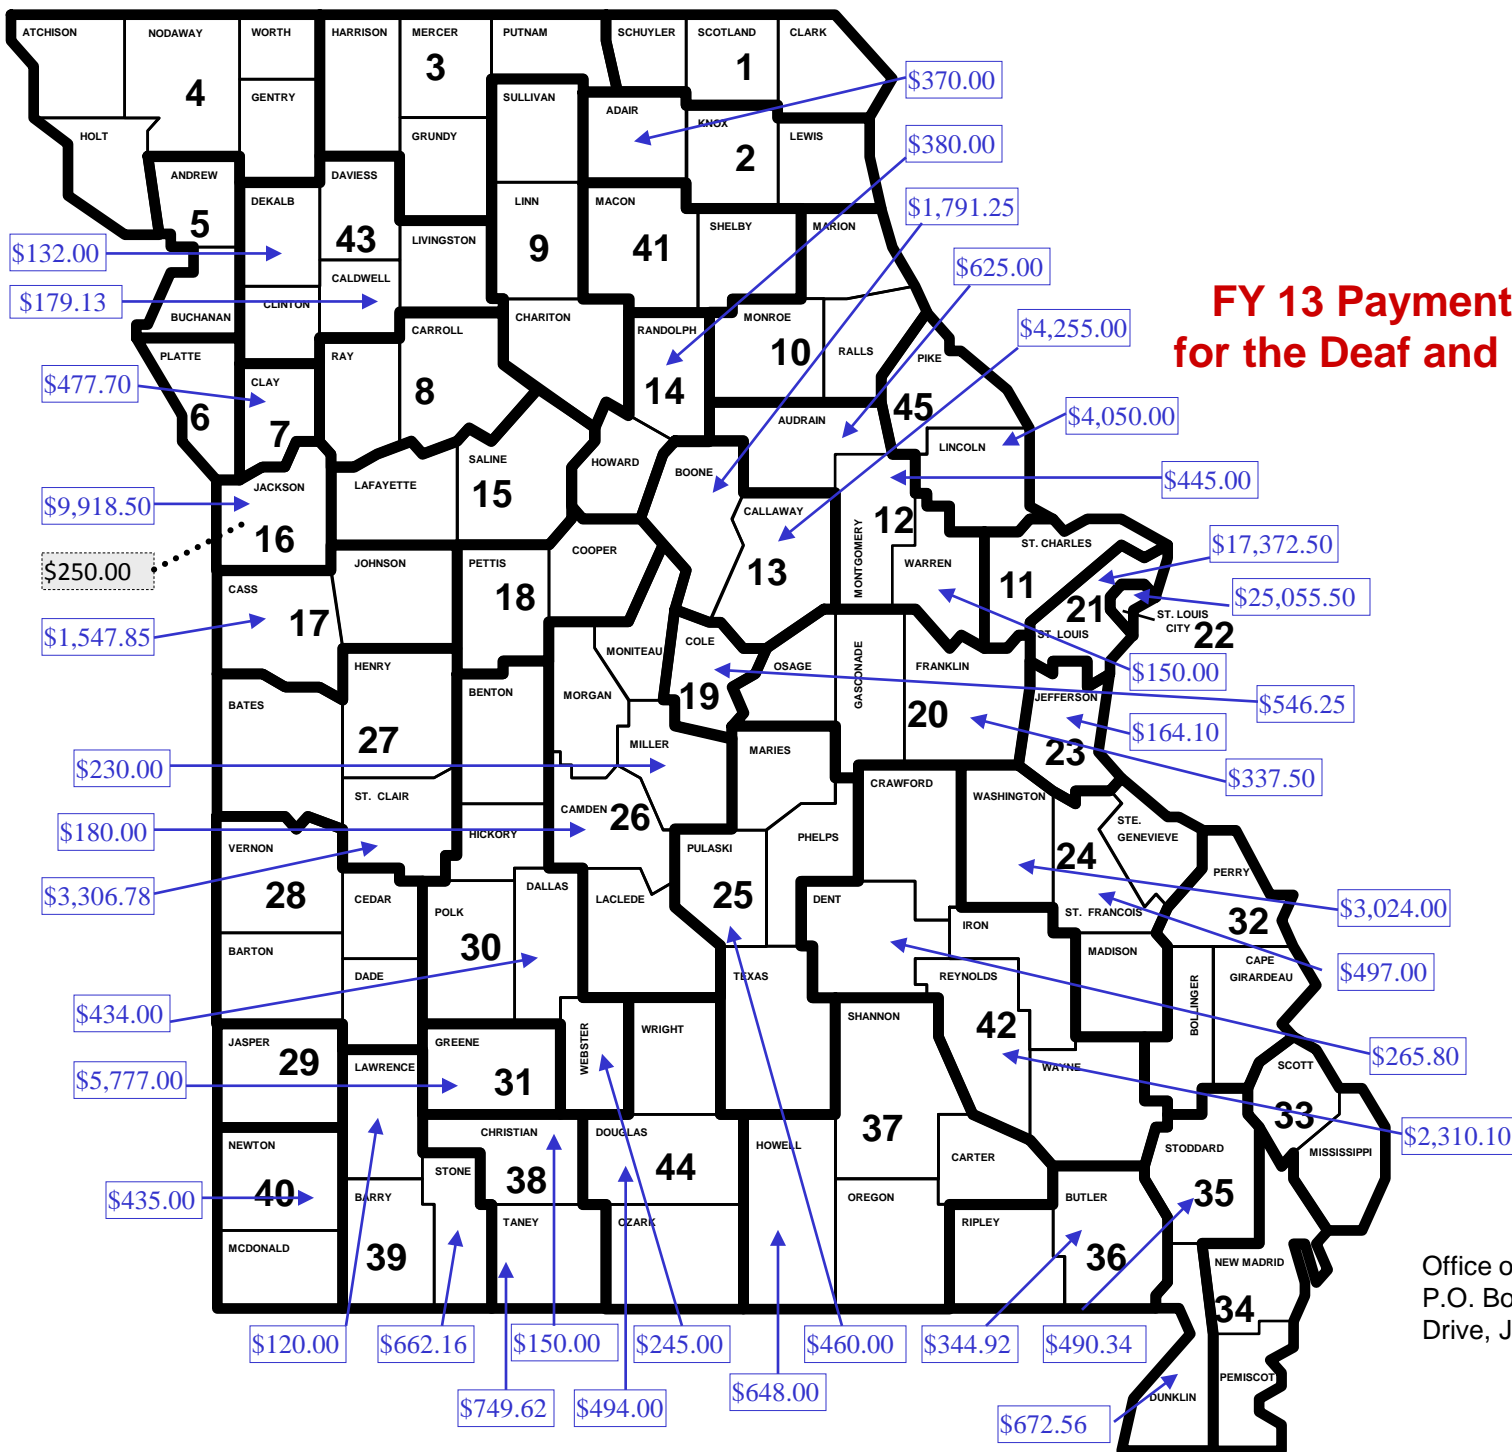 ATCHISON
NODAWAY
WORTH
HARRISON
MERCER
PUTNAM
SCHUYLER
SCOTLAND
CLARK
3
1
4
GENTRY
SULLIVAN
ADAIR
$370.00
HOLT
GRUNDY
KNOX
LEWIS
2
$380.00
ANDREW
DEKALB
DAVIESS
LINN
MACON
$1,791.25
5
43
LIVINGSTON
9
41
SHELBY
MARION
$132.00
CALDWELL
$625.00
$179.13
CLINTON
BUCHANAN
CHARITON
RANDOLPH
MONROE
$4,255.00
FY 13 Payment
for the Deaf and
PLATTE
RAY
CARROLL
10
RALLS
PIKE
$477.70
CLAY
8
14
6
7
AUDRAIN
45
$4,050.00
LINCOLN
SALINE
HOWARD
BOONE
$445.00
$9,918.50
JACKSON
LAFAYETTE
15
CALLAWAY
12
16
MONTGOMERY
ST. CHARLES
$17,372.50
$250.00
JOHNSON
PETTIS
COOPER
13
WARREN
CASS
18
11
21
$25,055.50
$1,547.85
17
ST. LOUIS
CITY
22
ST. LOUIS
MONITEAU
COLE
OSAGE
GASCONADE
FRANKLIN
$150.00
HENRY
BENTON
MORGAN
19
JEFFERSON
$546.25
BATES
20
27
MILLER
MARIES
23
$164.10
$230.00
CRAWFORD
WASHINGTON
$337.50
ST. CLAIR
CAMDEN
26
STE.
GENEVIEVE
$180.00
HICKORY
PHELPS
VERNON
PULASKI
24
PERRY
$3,306.78
28
CEDAR
DALLAS
LACLEDE
25
DENT
$3,024.00
POLK
ST. FRANCOIS
32
30
IRON
BARTON
MADISON
CAPE
GIRARDEAU
DADE
TEXAS
REYNOLDS
$497.00
$434.00
SHANNON
BOLLINGER
JASPER
29
GREENE
WEBSTER
WRIGHT
42
$265.80
LAWRENCE
WAYNE
SCOTT
$5,777.00
31
33
NEWTON
CHRISTIAN
DOUGLAS
HOWELL
37
$2,310.10
STONE
38
44
CARTER
STODDARD
MISSISSIPPI
$435.00
40
BARRY
OREGON
BUTLER
35
TANEY
OZARK
RIPLEY
MCDONALD
39
36
NEW MADRID
Office o
P.O. Bo
Drive, J
34
$120.00
$662.16
$150.00
$245.00
$460.00
$344.92
$490.34
PEMISCOT
$749.62
$494.00
$648.00
DUNKLIN
$672.56